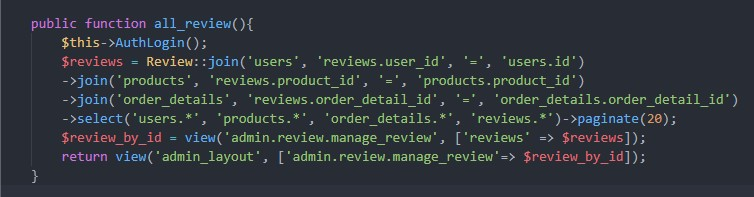 public function all_review(){
    $this->AuthLogin();
    $reviews = Review::join('users', 'reviews.user_id', '=', 'users.id')
    ->join('products', 'reviews.product_id', '=', 'products.product_id')
    ->join('order_details', 'reviews.order_detail_id', '=', 'order_details.order_detail_id')
    ->select('users.*', 'products.*', 'order_details.*', 'reviews.*')->paginate(20);
    $review_by_id = view('admin.review.manage_review', ['reviews' => $reviews]);
    return view('admin_layout', ['admin.review.manage_review'=> $review_by_id]);
}